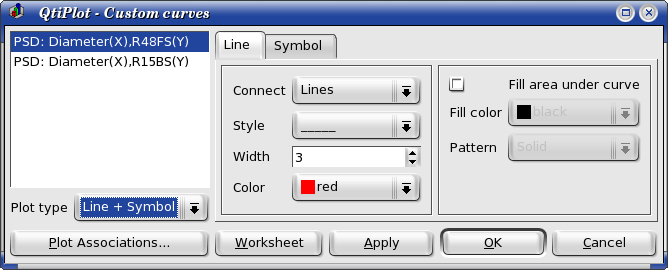 QtiPlot - Custom curves
PSD: Diameter(X),R48FS(Y)
PSD: Diameter(X),R15BS(Y)
Plot type Line + Symbol
Line Symbol
Connect Lines
Style _____
Width 3
Color red
Fill area under curve
Fill color black
Pattern Solid
Plot Associations... Worksheet Apply OK Cancel